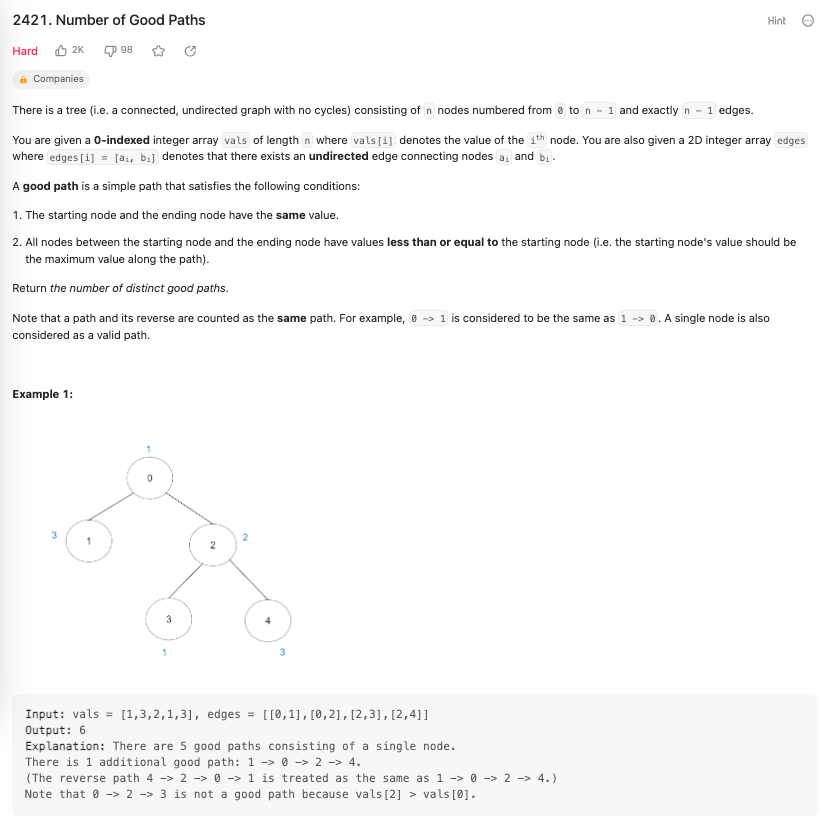 2421. Number of Good Paths Hint
Hard 2K 98
Companies
There is a tree (i.e. a connected, undirected graph with no cycles) consisting of n nodes numbered from 0 to n - 1 and exactly n - 1 edges.
You are given a 0-indexed integer array vals of length n where vals[i] denotes the value of the ith node. You are also given a 2D integer array edges
where edges[i] = [ai, bi] denotes that there exists an undirected edge connecting nodes ai and bi.
A good path is a simple path that satisfies the following conditions:
1. The starting node and the ending node have the same value.
2. All nodes between the starting node and the ending node have values less than or equal to the starting node (i.e. the starting node's value should be
the maximum value along the path).
Return the number of distinct good paths.
Note that a path and its reverse are counted as the same path. For example, 0 -> 1 is considered to be the same as 1 -> 0. A single node is also
considered as a valid path.
Example 1:
1
0
3 1 2 2
3 4
1 3
Input: vals = [1,3,2,1,3], edges = [[0,1],[0,2],[2,3],[2,4]]
Output: 6
Explanation: There are 5 good paths consisting of a single node.
There is 1 additional good path: 1 -> 0 -> 2 -> 4.
(The reverse path 4 -> 2 -> 0 -> 1 is treated as the same as 1 -> 0 -> 2 -> 4.)
Note that 0 -> 2 -> 3 is not a good path because vals[2] > vals[0].